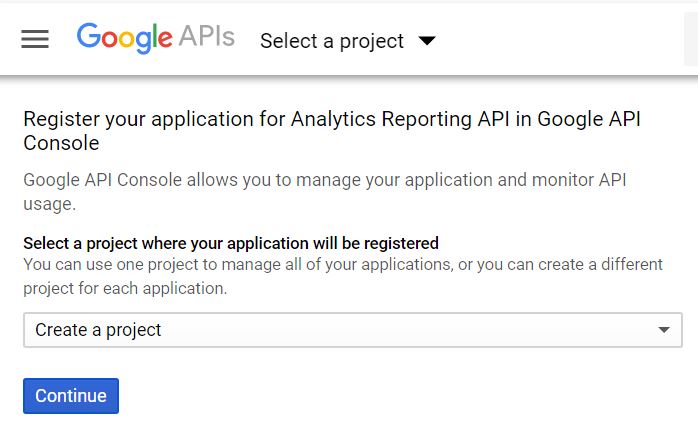 Google APIs Select a project
Register your application for Analytics Reporting API in Google API
Console
Google API Console allows you to manage your application and monitor API
usage.
Select a project where your application will be registered
You can use one project to manage all of your applications, or you can create a different
project for each application.
Create a project
Continue